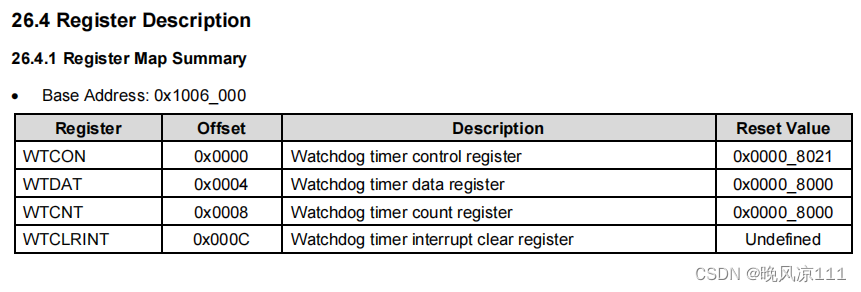 26.4 Register Description
26.4.1 Register Map Summary
• Base Address: 0x1006_000
Register Offset Description Reset Value
WTCON 0x0000 Watchdog timer control register 0x0000_8021
WTDAT 0x0004 Watchdog timer data register 0x0000_8000
WTCNT 0x0008 Watchdog timer count register 0x0000_8000
WTCLRINT 0x000C Watchdog timer interrupt clear register Undefined
CSDN @晚风凉111